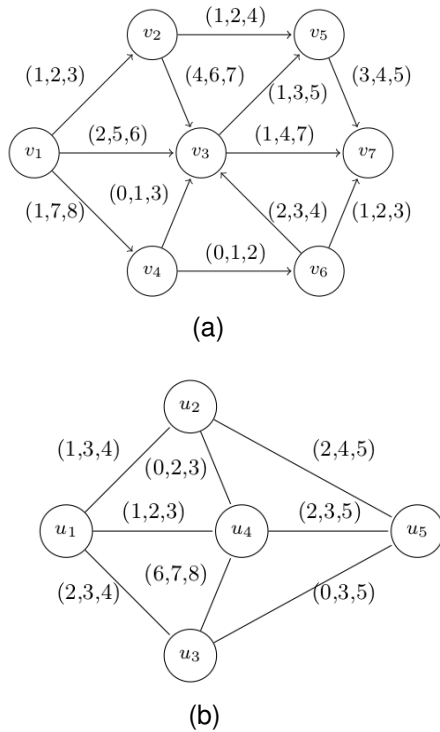 v2 (1,2,4) v5
(1,2,3) (4,6,7) (1,3,5) (3,4,5)
v1 (2,5,6) v3 (1,4,7) v7
(1,7,8) (0,1,3) (2,3,4) (1,2,3)
v4 (0,1,2) v6
(a)
u2
(1,3,4) (0,2,3) (2,4,5)
u1 (1,2,3) u4 (2,3,5) u5
(2,3,4) (6,7,8) (0,3,5)
u3
(b)